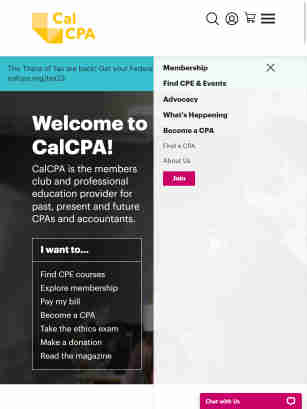 Cal
CPA
The Titans of Tax are back! Get your Federa
calcpa.org/tax23
Welcome to
CalCPA!
CalCPA is the members
club and professional
education provider for
past, present and future
CPAs and accountants.
I want to...
Find CPE courses
Explore membership
Pay my bill
Become a CPA
Take the ethics exam
Make a donation
Read the magazine
Membership
Find CPE & Events
Advocacy
What's Happening
Become a CPA
Find a CPA
About Us
Join
Chat with Us